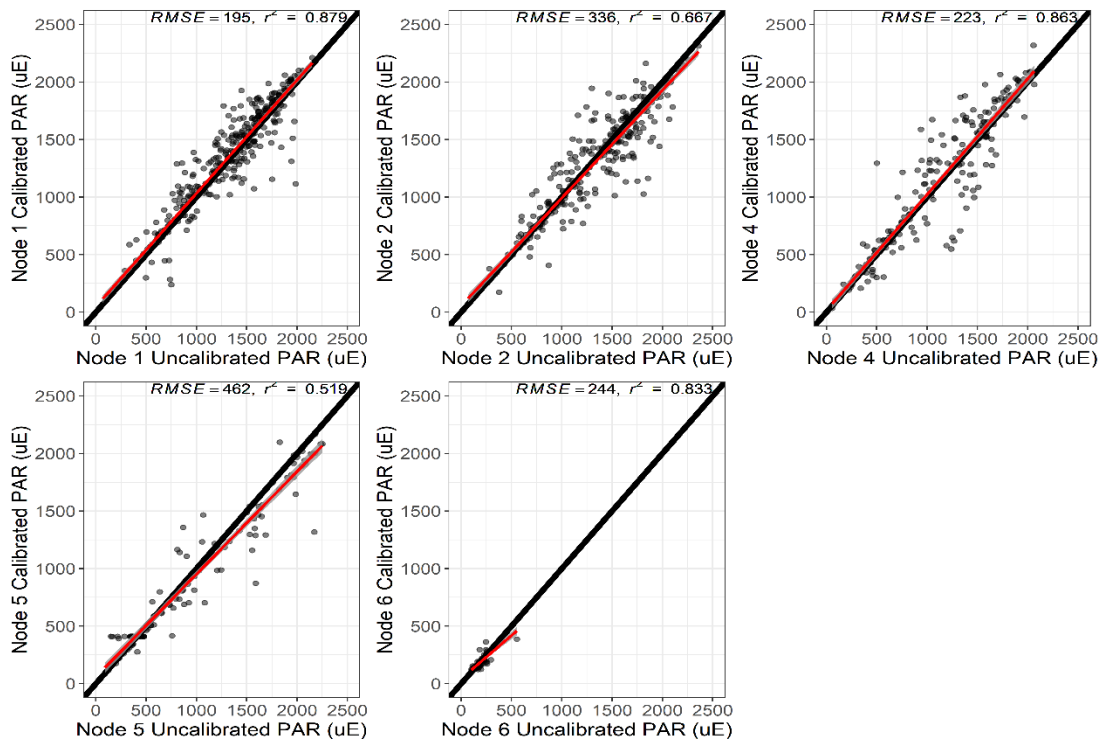 RMSE = 195, r² = 0.879
2500
2000
1500
1000
500
0
Node 1 Calibrated PAR (uE)
0 500 1000 1500 2000 2500
Node 1 Uncalibrated PAR (uE)
RMSE = 336, r² = 0.667
2500
2000
1500
1000
500
0
Node 2 Calibrated PAR (uE)
0 500 1000 1500 2000 2500
Node 2 Uncalibrated PAR (uE)
RMSE = 223, r² = 0.863
2500
2000
1500
1000
500
0
Node 4 Calibrated PAR (uE)
0 500 1000 1500 2000 2500
Node 4 Uncalibrated PAR (uE)
RMSE = 462, r² = 0.519
2500
2000
1500
1000
500
0
Node 5 Calibrated PAR (uE)
0 500 1000 1500 2000 2500
Node 5 Uncalibrated PAR (uE)
RMSE = 244, r² = 0.833
2500
2000
1500
1000
500
0
Node 6 Calibrated PAR (uE)
0 500 1000 1500 2000 2500
Node 6 Uncalibrated PAR (uE)